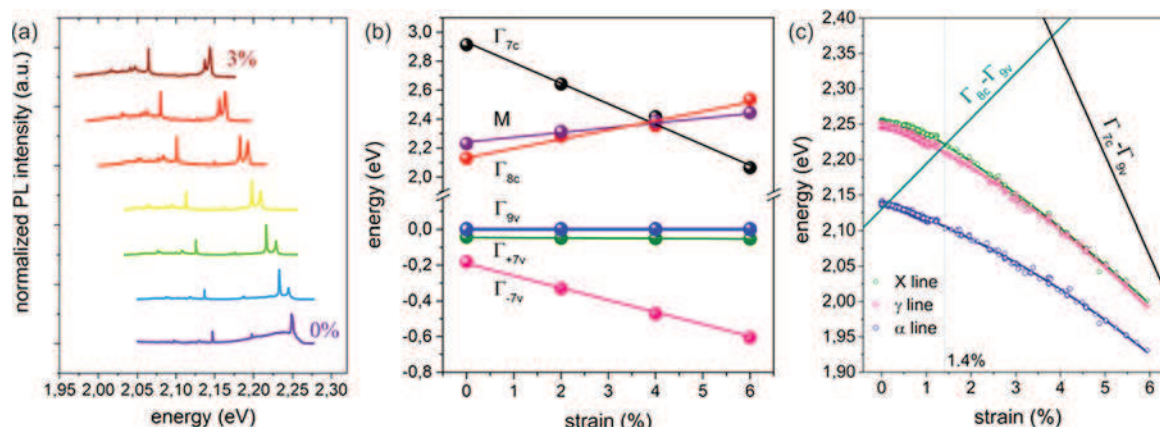 (a)
normalized PL intensity (a.u.)
3%
0%
1,95 2,00 2,05 2,10 2,15 2,20 2,25 2,30
energy (eV)
(b)
energy (eV)
3,0
2,8
2,6
2,4
2,2
2,0
0,0
-0,2
-0,4
-0,6
-0,8
Γ7c
M
Γ8c
Γ9v
Γ+7v
Γ-7v
0 1 2 3 4 5 6
strain (%)
(c)
2,40
2,35
2,30
2,25
2,20
2,15
2,10
2,05
2,00
1,95
1,90
Γ8c-Γ9v
Γ7c-Γ9v
X line
γ line
α line
1.4%
0 1 2 3 4 5 6
strain (%)